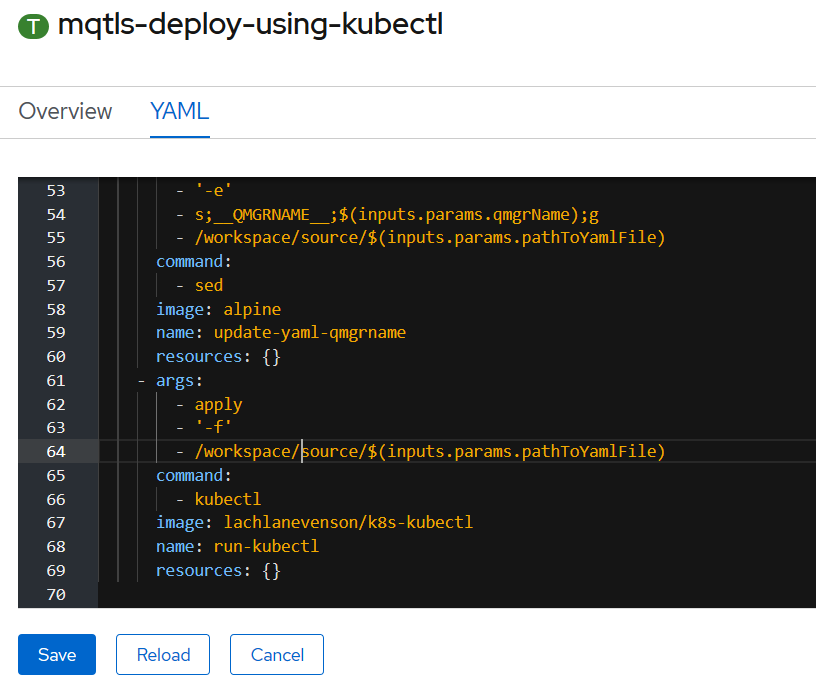 T mqtls-deploy-using-kubectl
Overview YAML
53 - '-e'
54 - s;__QMGRNAME__;$(inputs.params.qmgrName);g
55 - /workspace/source/$(inputs.params.pathToYamlFile)
56 command:
57 - sed
58 image: alpine
59 name: update-yaml-qmgrname
60 resources: {}
61 - args:
62 - apply
63 - '-f'
64 - /workspace/source/$(inputs.params.pathToYamlFile)
65 command:
66 - kubectl
67 image: lachlanevenson/k8s-kubectl
68 name: run-kubectl
69 resources: {}
70
Save Reload Cancel